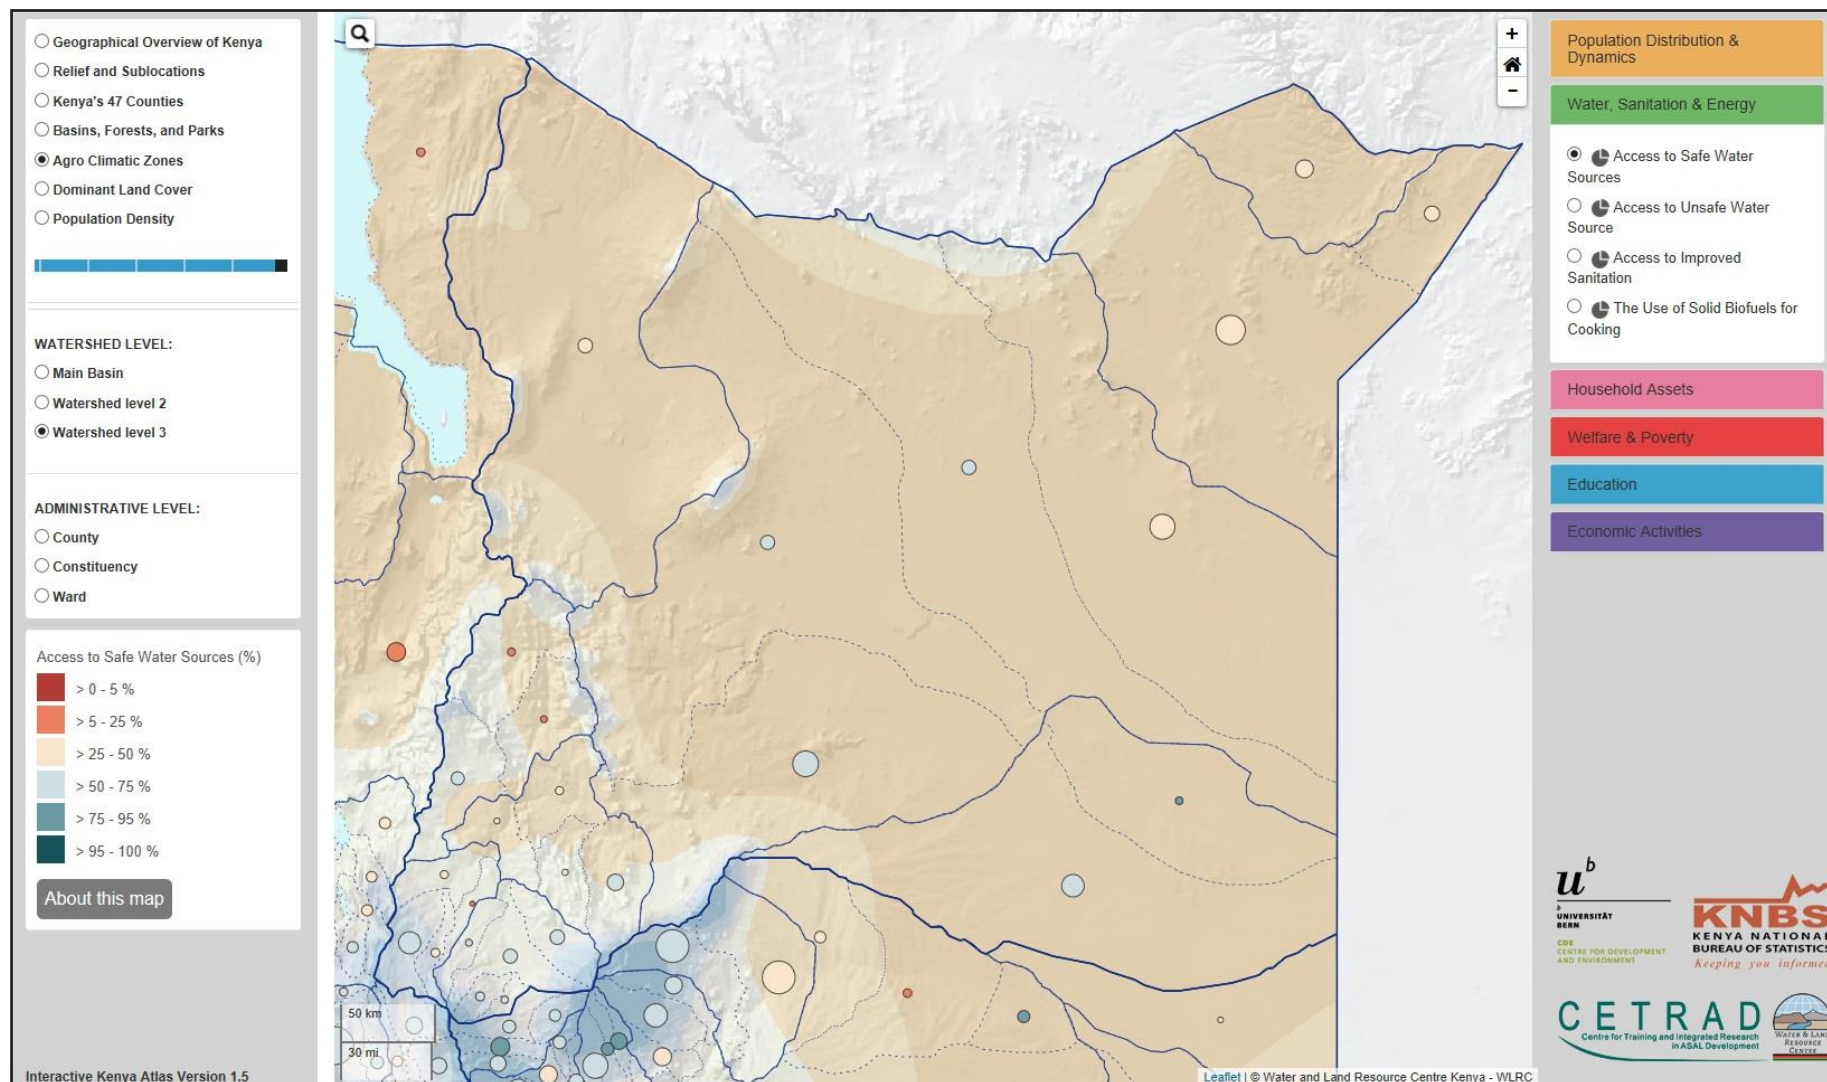 Geographical Overview of Kenya
Relief and Sublocations
Kenya's 47 Counties
Basins, Forests, and Parks
Agro Climatic Zones
Dominant Land Cover
Population Density
WATERSHED LEVEL:
Main Basin
Watershed level 2
Watershed level 3
ADMINISTRATIVE LEVEL:
County
Constituency
Ward
Access to Safe Water Sources (%)
> 0 - 5 %
> 5 - 25 %
> 25 - 50 %
> 50 - 75 %
> 75 - 95 %
> 95 - 100 %
About this map
Interactive Kenya Atlas Version 1.5
+
−
50 km
30 mi
Leaflet | © Water and Land Resource Centre Kenya - WLRC
Population Distribution &
Dynamics
Water, Sanitation & Energy
Access to Safe Water
Sources
Access to Unsafe Water
Source
Access to Improved
Sanitation
The Use of Solid Biofuels for
Cooking
Household Assets
Welfare & Poverty
Education
Economic Activities
u b
b
UNIVERSITÄT
BERN
CDE
CENTRE FOR DEVELOPMENT
AND ENVIRONMENT
KNBS
KENYA NATIONAL
BUREAU OF STATISTICS
Keeping you informed
CETRAD
Centre for Training and Integrated Research
in ASAL Development
WATER & LAND
RESOURCE
CENTRE